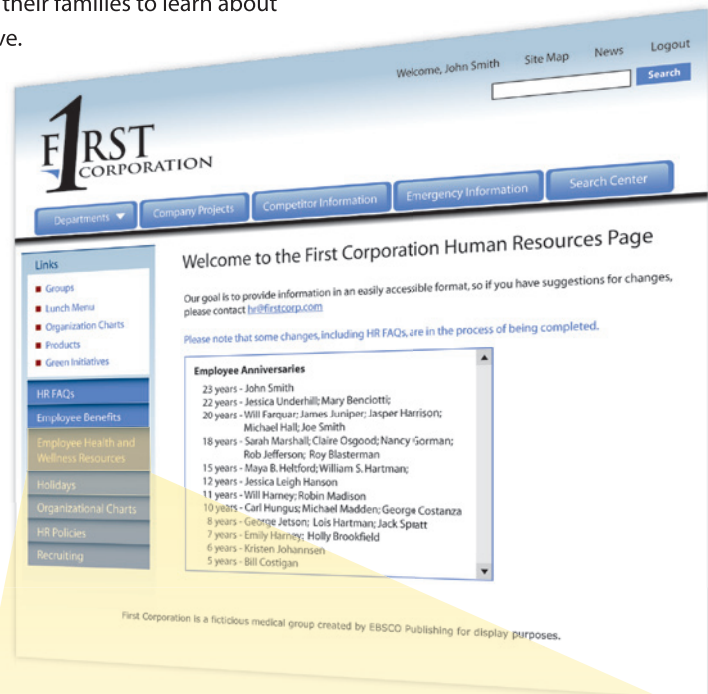 their families to learn about
ve.
Welcome, John Smith Site Map News Logout
Search
F1RST
CORPORATION
Departments Company Projects Competitor Information Emergency Information Search Center
Links
Groups
Lunch Menu
Organization Charts
Products
Green Initiatives
HR FAQs
Employee Benefits
Employee Health and
Wellness Resources
Holidays
Organizational Charts
HR Policies
Recruiting
Welcome to the First Corporation Human Resources Page
Our goal is to provide information in an easily accessible format, so if you have suggestions for changes,
please contact hr@firstcorp.com
Please note that some changes, including HR FAQs, are in the process of being completed.
Employee Anniversaries
23 years - John Smith
22 years - Jessica Underhill; Mary Benciotti;
20 years - Will Farquar; James Juniper; Jasper Harrison;
Michael Hall; Joe Smith
18 years - Sarah Marshall; Claire Osgood; Nancy Gorman;
Rob Jefferson; Roy Blasterman
15 years - Maya B. Heltford; William S. Hartman;
12 years - Jessica Leigh Hanson
11 years - Will Harney; Robin Madison
10 years - Carl Hungus; Michael Madden; George Costanza
8 years - George Jetson; Lois Hartman; Jack Spratt
7 years - Emily Harney; Holly Brookfield
6 years - Kristen Johannsen
5 years - Bill Costigan
First Corporation is a ficticious medical group created by EBSCO Publishing for display purposes.